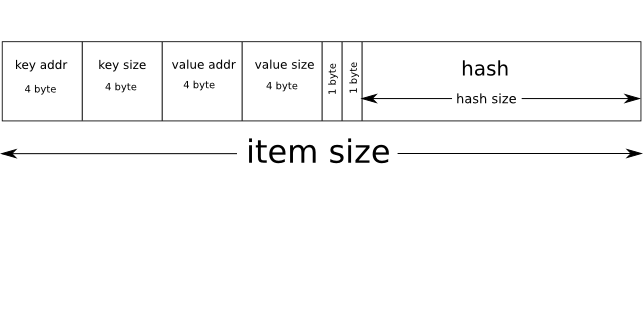 key addr
4 byte
key size
4 byte
value addr
4 byte
value size
4 byte
1 byte
1 byte
hash
hash size
item size